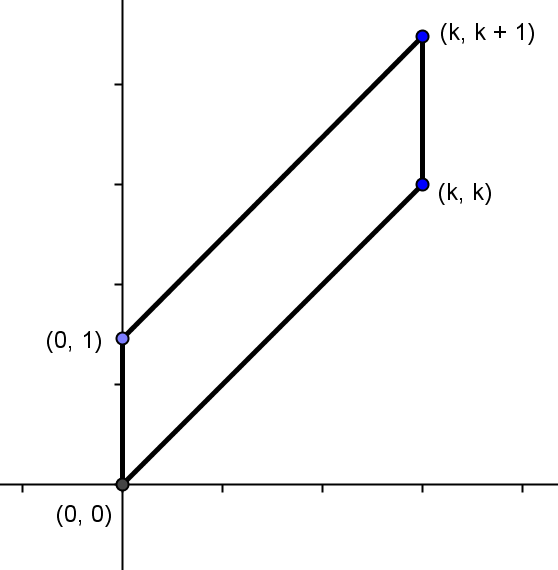 (k, k + 1)
(k, k)
(0, 1)
(0, 0)